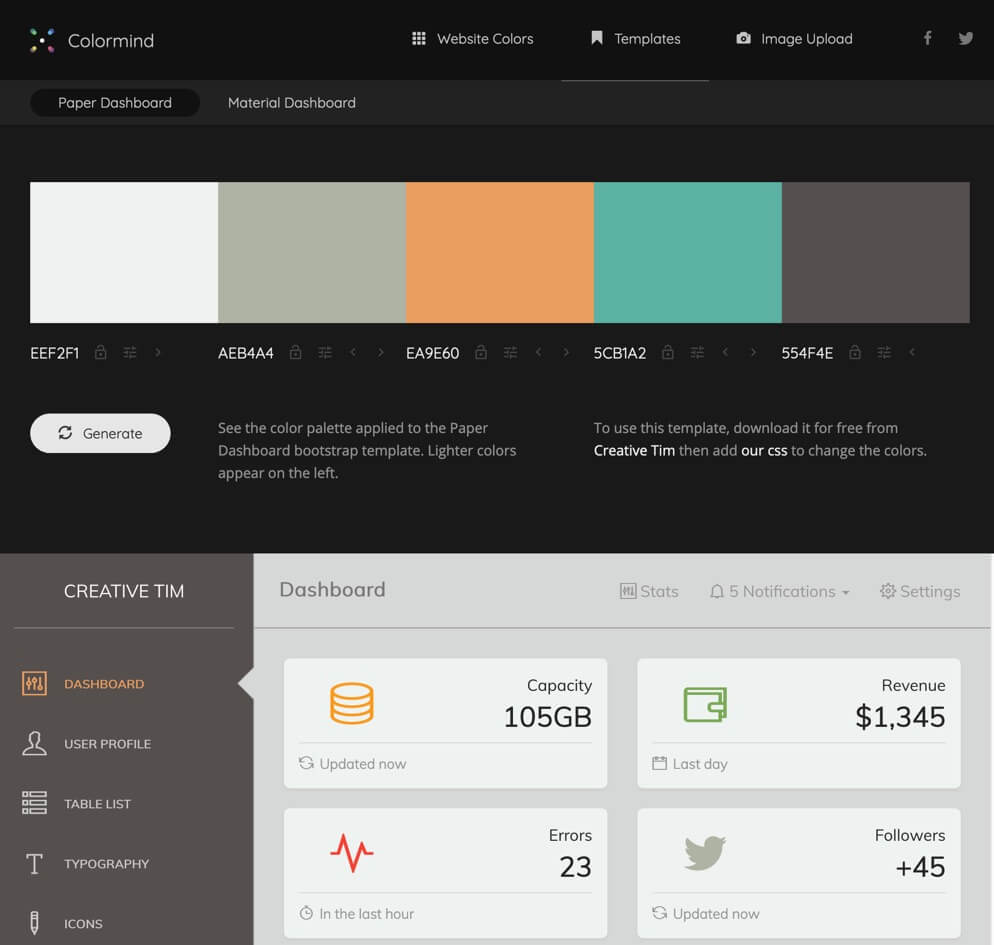 Colormind
Website Colors
Templates
Image Upload
Paper Dashboard
Material Dashboard
EEF2F1
AEB4A4
EA9E60
5CB1A2
554F4E
Generate
See the color palette applied to the Paper
Dashboard bootstrap template. Lighter colors
appear on the left.
To use this template, download it for free from
Creative Tim then add our css to change the colors.
CREATIVE TIM
DASHBOARD
USER PROFILE
TABLE LIST
TYPOGRAPHY
ICONS
Dashboard
Stats
5 Notifications
Settings
Capacity
105GB
Updated now
Revenue
$1,345
Last day
Errors
23
In the last hour
Followers
+45
Updated now